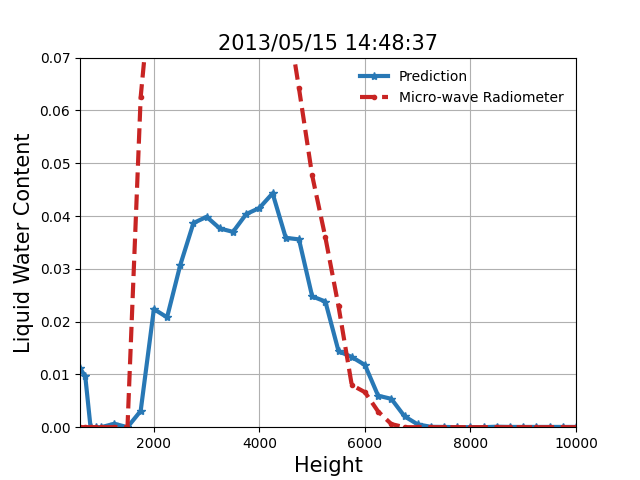 2013/05/15 14:48:37
Prediction
Micro-wave Radiometer
Liquid Water Content
0.07
0.06
0.05
0.04
0.03
0.02
0.01
0.00
2000 4000 6000 8000 10000
Height